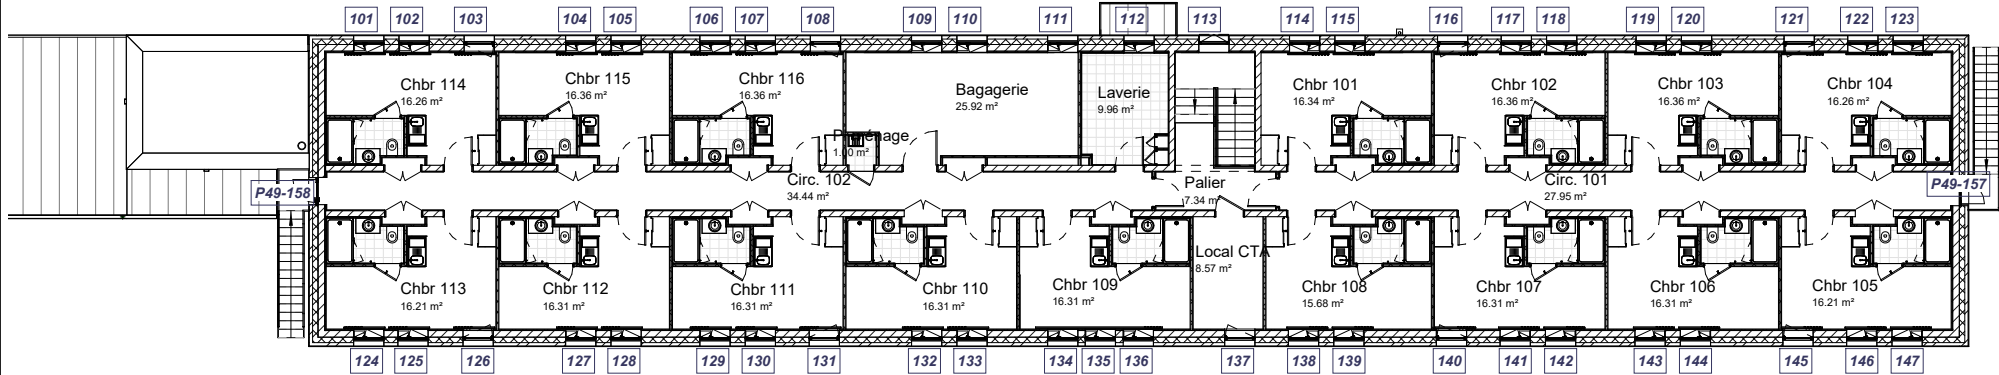 101 102 103 104 105 106 107 108 109 110 111 112 113 114 115 116 117 118 119 120 121 122 123
Chbr 114
16.26 m²
Chbr 115
16.36 m²
Chbr 116
16.36 m²
Bagagerie
25.92 m²
Laverie
9.96 m²
Chbr 101
16.34 m²
Chbr 102
16.36 m²
Chbr 103
16.36 m²
Chbr 104
16.26 m²
m²
P49-158
Circ. 102
34.44 m²
Palier
7.34 m²
Circ. 101
27.95 m²
P49-157
Chbr 113
16.21 m²
Chbr 112
16.31 m²
Chbr 111
16.31 m²
Chbr 110
16.31 m²
Chbr 109
16.31 m²
Local CTA
8.57 m²
Chbr 108
15.68 m²
Chbr 107
16.31 m²
Chbr 106
16.31 m²
Chbr 105
16.21 m²
124 125 126 127 128 129 130 131 132 133 134 135 136 137 138 139 140 141 142 143 144 145 146 147